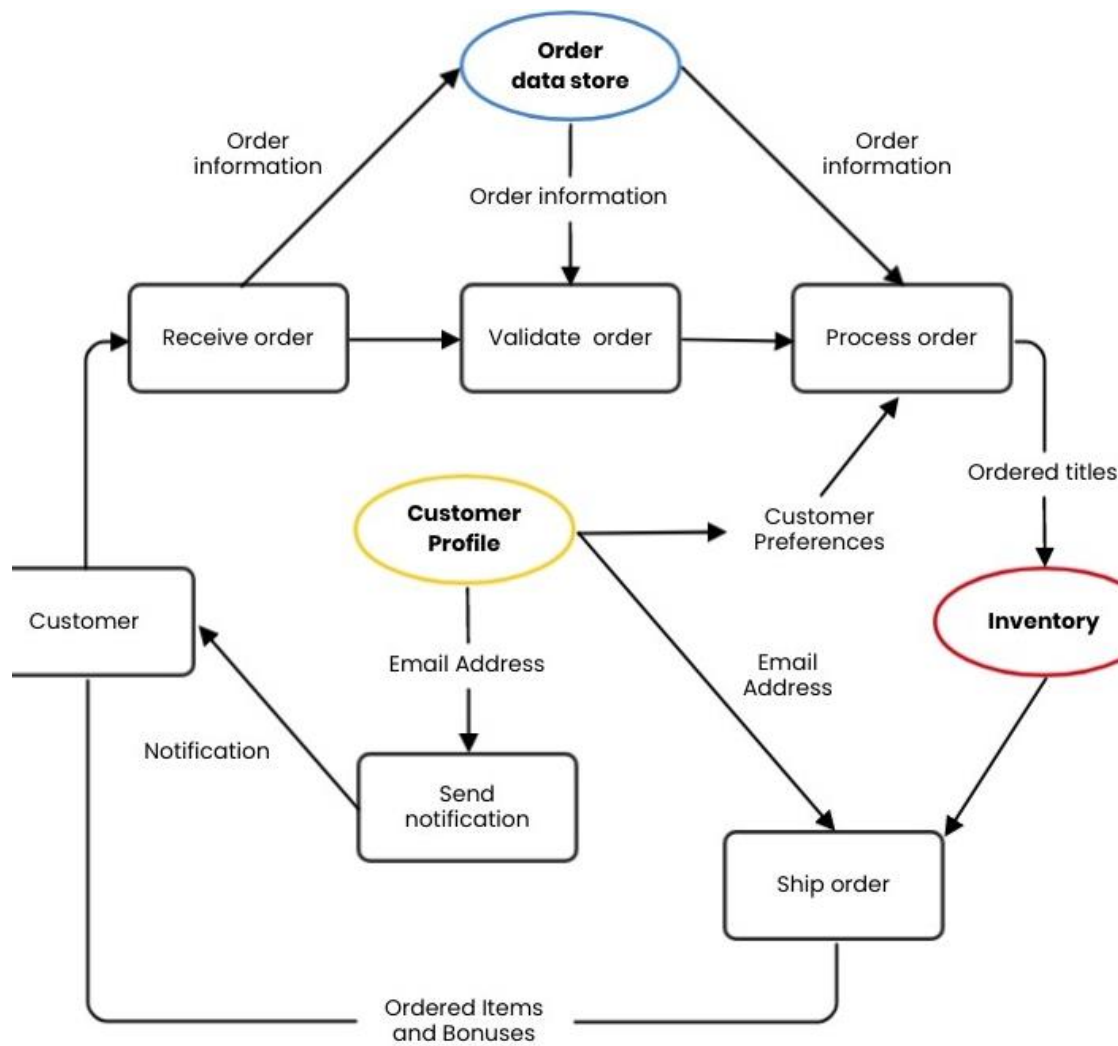 Order
data store
Order
information
Order
information
Order information
Receive order
Validate order
Process order
Ordered titles
Customer
Profile
Customer
Preferences
Customer
Inventory
Email Address
Email
Address
Notification
Send
notification
Ship order
Ordered Items
and Bonuses